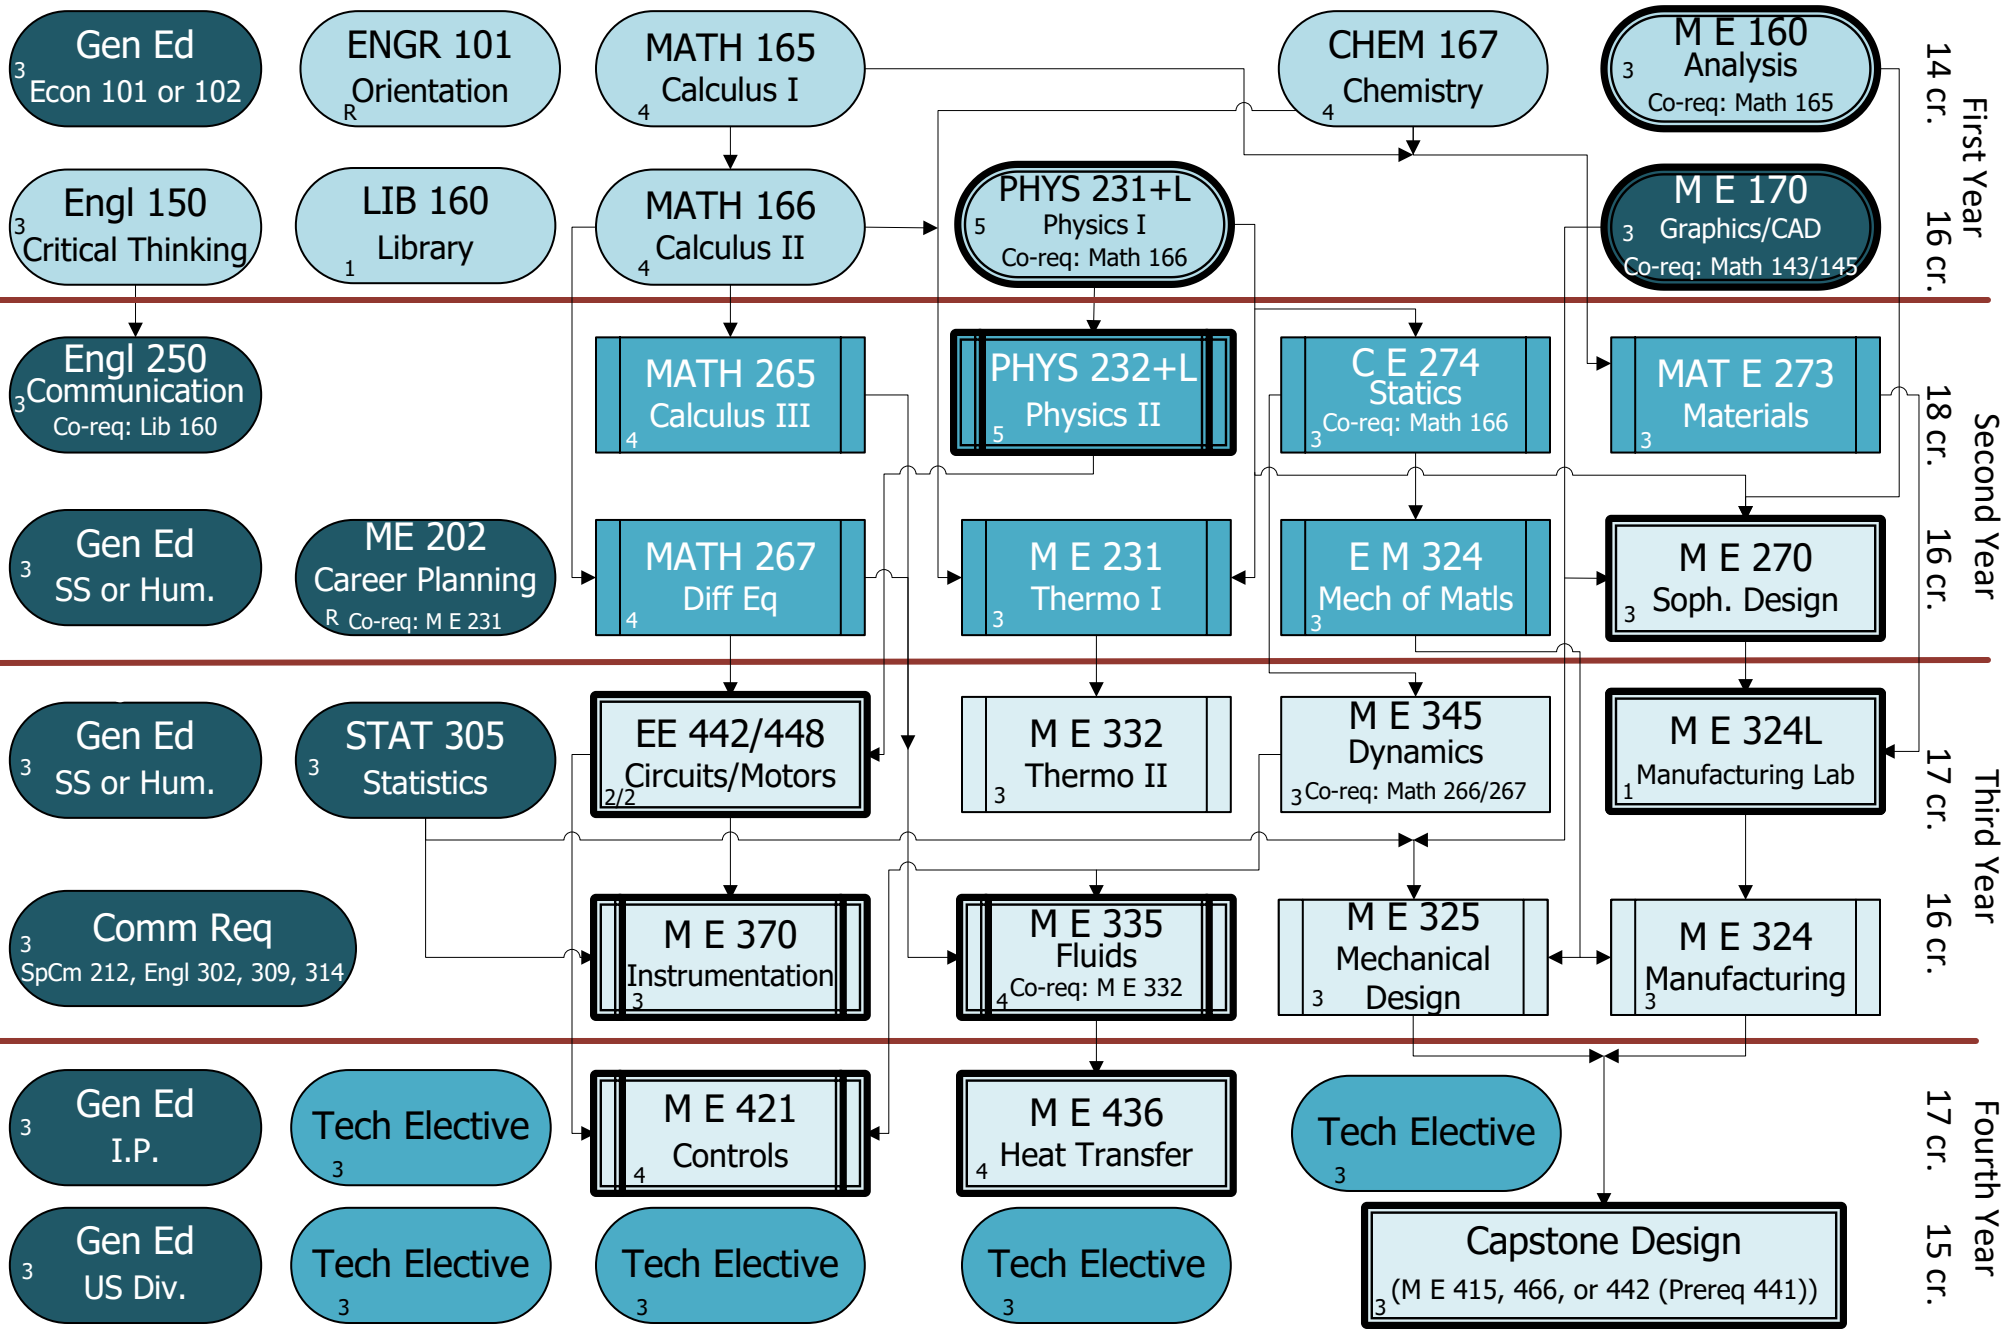 Gen Ed
3
Econ 101 or 102
ENGR 101
Orientation
R
MATH 165
Calculus I
4
CHEM 167
Chemistry
4
M E 160
Analysis
3
Co-req: Math 165
14 cr.
First Year
Engl 150
3
Critical Thinking
LIB 160
Library
1
MATH 166
Calculus II
4
PHYS 231+L
Physics I
5
Co-req: Math 166
M E 170
Graphics/CAD
3
Co-req: Math 143/145
16 cr.
Engl 250
Communication
3
Co-req: Lib 160
MATH 265
Calculus III
4
PHYS 232+L
Physics II
5
C E 274
Statics
Co-req: Math 166
3
MAT E 273
Materials
3
18 cr.
Second Year
Gen Ed
3
SS or Hum.
ME 202
Career Planning
R
Co-req: M E 231
MATH 267
Diff Eq
4
M E 231
Thermo I
3
E M 324
Mech of Matls
3
M E 270
Soph. Design
3
16 cr.
Gen Ed
3
SS or Hum.
STAT 305
3
Statistics
EE 442/448
Circuits/Motors
2/2
M E 332
Thermo II
3
M E 345
Dynamics
3
Co-req: Math 266/267
M E 324L
Manufacturing Lab
1
17 cr.
Third Year
Comm Req
3
SpCm 212, Engl 302, 309, 314
M E 370
Instrumentation
3
M E 335
Fluids
Co-req: M E 332
4
M E 325
Mechanical
Design
3
M E 324
Manufacturing
3
16 cr.
Gen Ed
3
I.P.
Tech Elective
3
M E 421
Controls
4
M E 436
Heat Transfer
4
Tech Elective
3
17 cr.
Fourth Year
Gen Ed
3
US Div.
Tech Elective
3
Tech Elective
3
Tech Elective
3
Capstone Design
(M E 415, 466, or 442 (Prereq 441))
3
15 cr.